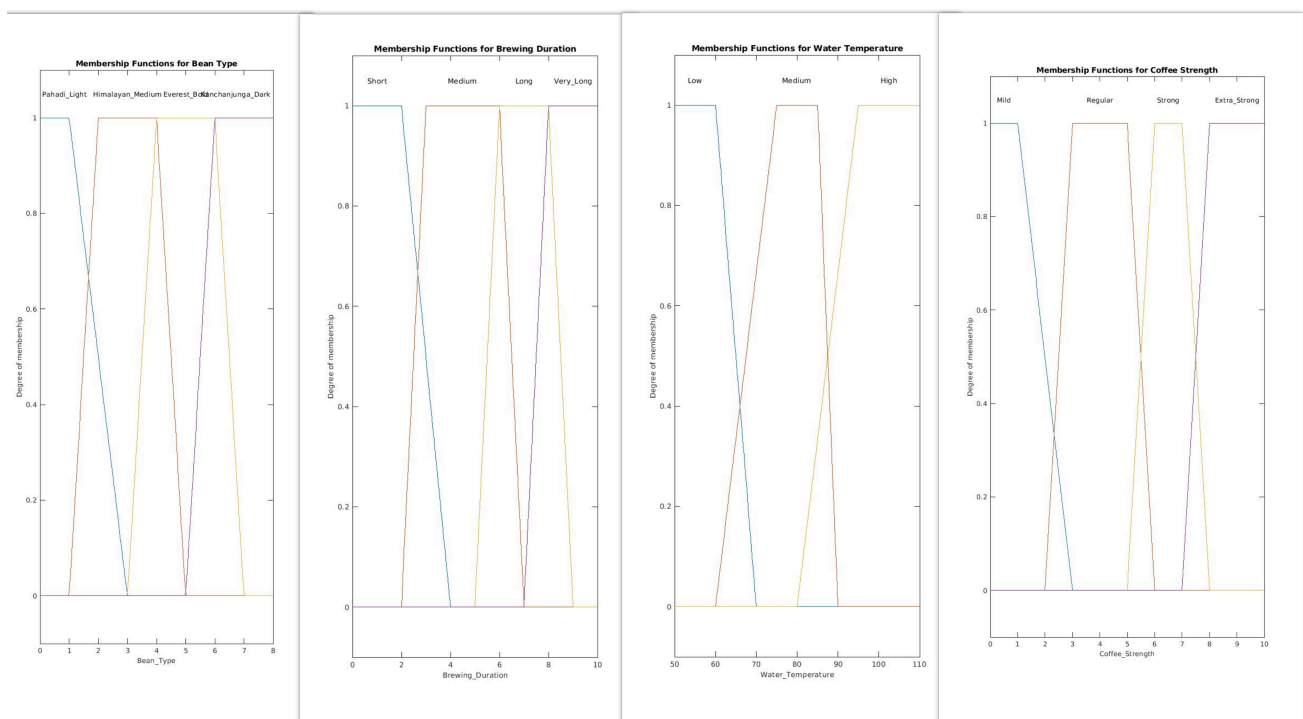 Membership Functions for Bean Type
Pahadi_Light Himalayan_Medium Everest_Bold Kanchanjunga_Dark
1
0.8
0.6
0.4
0.2
0
Degree of membership
0 1 2 3 4 5 6 7 8
Bean_Type
Membership Functions for Brewing Duration
Short Medium Long Very_Long
1
0.8
0.6
0.4
0.2
0
Degree of membership
0 2 4 6 8 10
Brewing_Duration
Membership Functions for Water Temperature
Low Medium High
1
0.8
0.6
0.4
0.2
0
Degree of membership
50 60 70 80 90 100 110
Water_Temperature
Membership Functions for Coffee Strength
Mild Regular Strong Extra_Strong
1
0.8
0.6
0.4
0.2
0
Degree of membership
0 1 2 3 4 5 6 7 8 9 10
Coffee_Strength